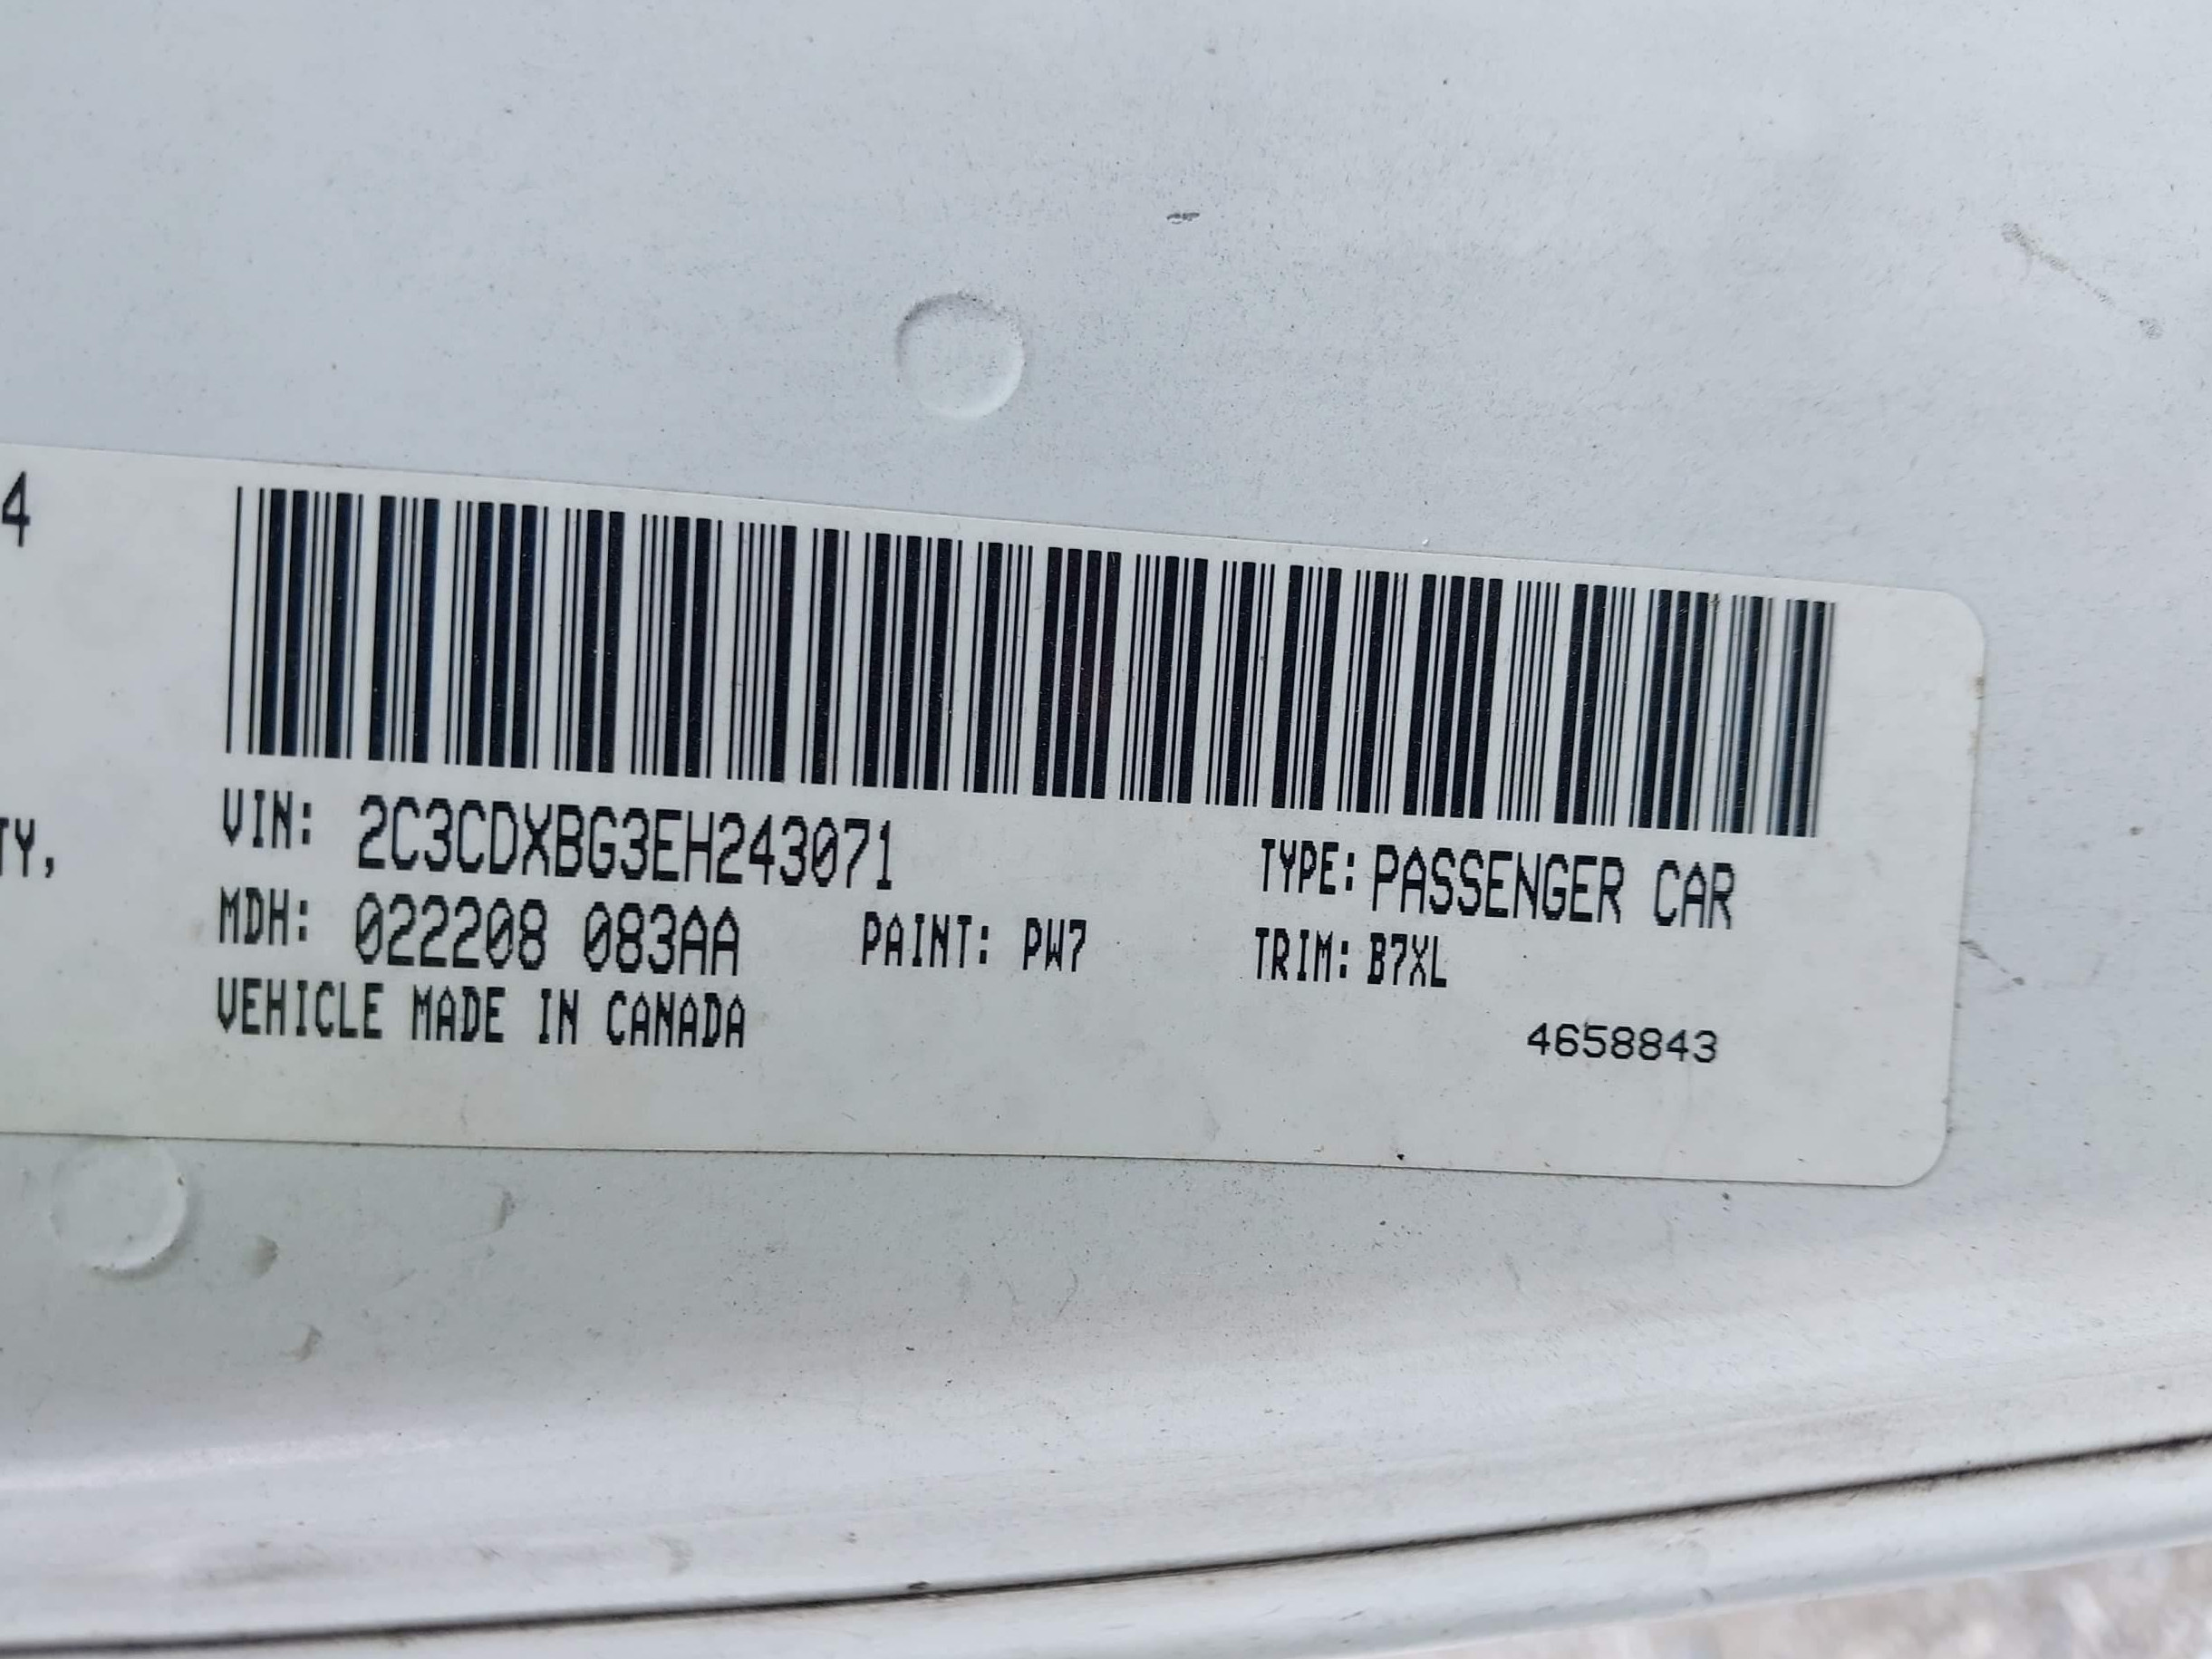 4
TY,
VIN: 2C3CDXBG3EH243071
TYPE: PASSENGER CAR
MDH: 022208 083AA PAINT: PW7
TRIM: B7XL
VEHICLE MADE IN CANADA
4658843